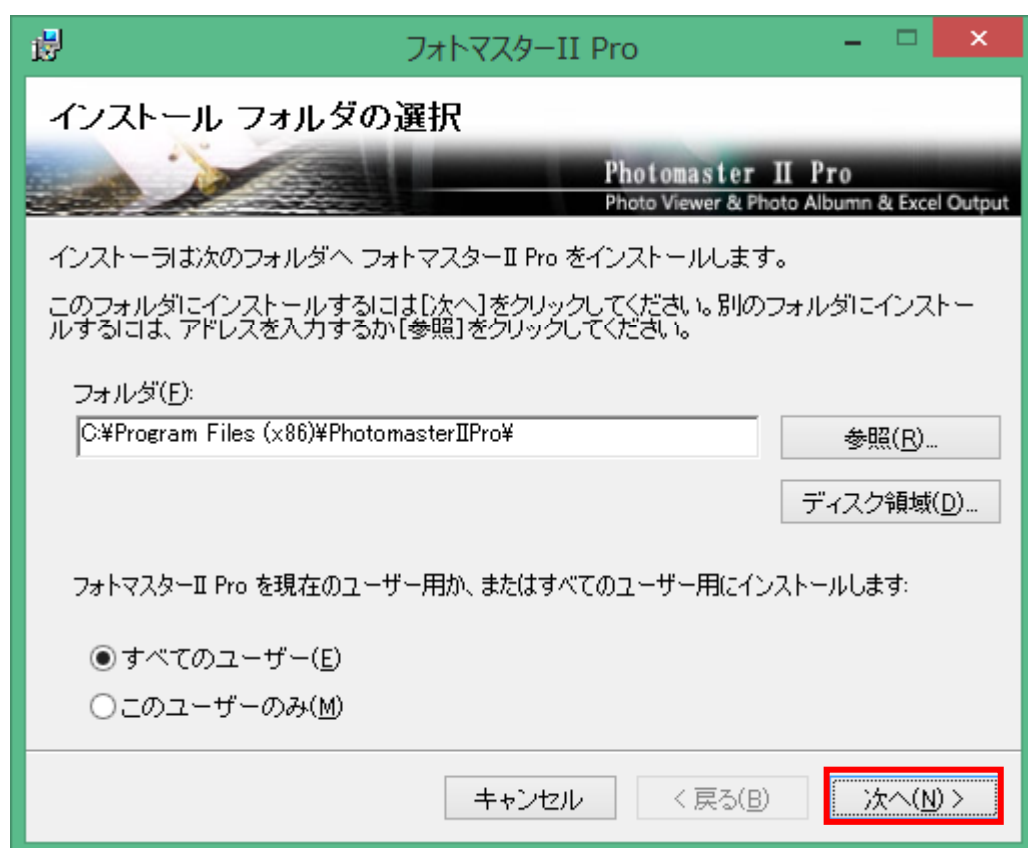 フォトマスターII Pro
インストール フォルダの選択
Photomaster II Pro
Photo Viewer & Photo Albumn & Excel Output
インストーラは次のフォルダへ フォトマスターII Pro をインストールします。
このフォルダにインストールするには[次へ]をクリックしてください。別のフォルダにインストー
ルするには、アドレスを入力するか[参照]をクリックしてください。
フォルダ(F):
C:¥Program Files (x86)¥PhotomasterⅡPro¥
参照(R)...
ディスク領域(D)...
フォトマスターII Pro を現在のユーザー用か、またはすべてのユーザー用にインストールします:
すべてのユーザー(E)
このユーザーのみ(M)
キャンセル
< 戻る(B)
次へ(N) >